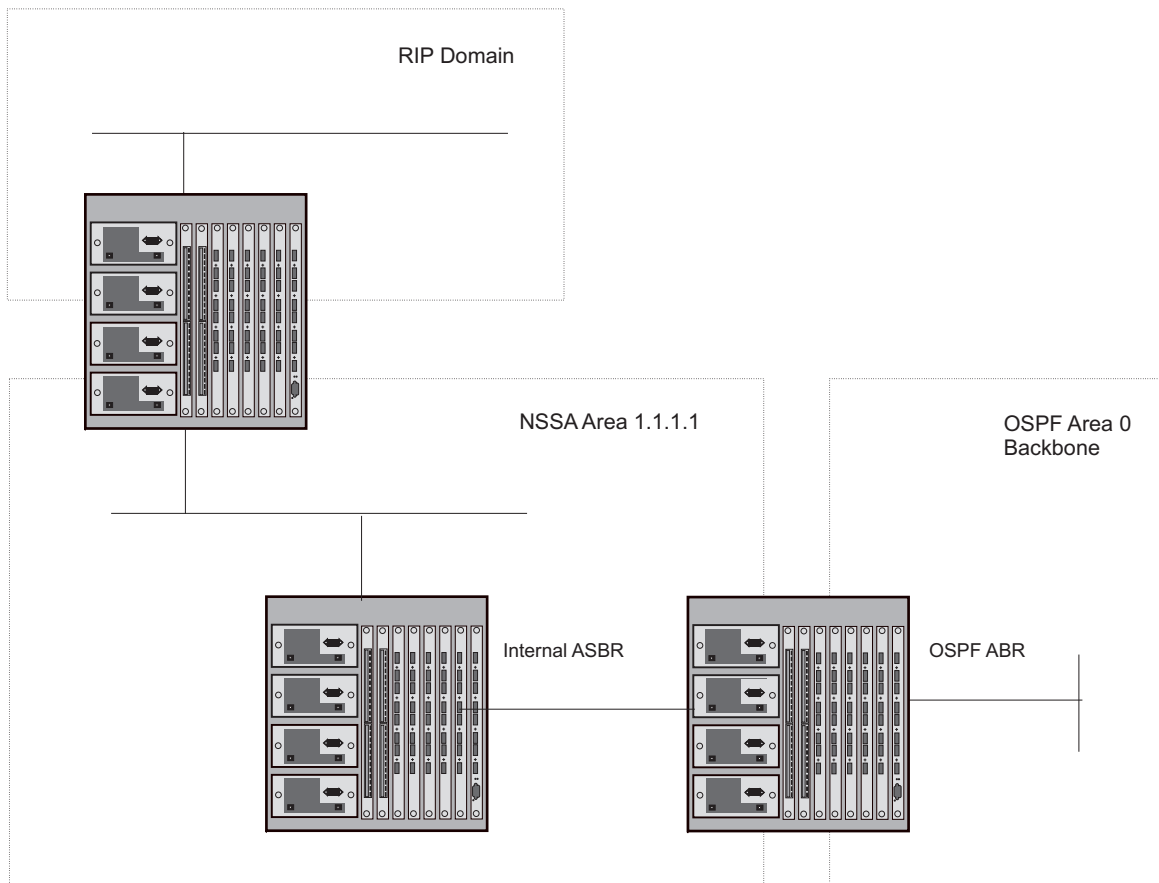 RIP Domain
NSSA Area 1.1.1.1
OSPF Area 0
Backbone
Internal ASBR
OSPF ABR